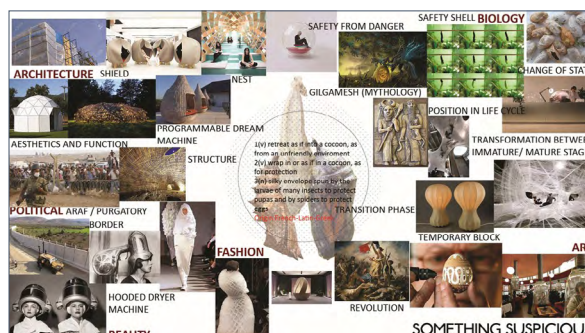 SAFETY FROM DANGER
SAFETY SHELL BIOLOGY
ARCHITECTURE SHIELD
NEST
CHANGE OF STAT
GILGAMESH (MYTHOLOGY)
POSITION IN LIFE CYCLE
PROGRAMMABLE DREAM
MACHINE
AESTHETICS AND FUNCTION
TRANSFORMATION BETWEE
IMMATURE/ MATURE STAG
STRUCTURE
1(v) retreat as if into a cocoon, as
from an unfriendly enviroment
2(v) wrap in or as if in a cocoon, as
for protection
3(n) silky envelope spun by the
larvae of many insects to protect
pupas and by spiders to protect
eggs
POLITICAL ARAF / PURGATORY
BORDER
TRANSITION PHASE
TEMPORARY BLOCK
FASHION
AR
HOODED DRYER
MACHINE
REVOLUTION
BEAUTY
SOMETHING SUSPICIOU